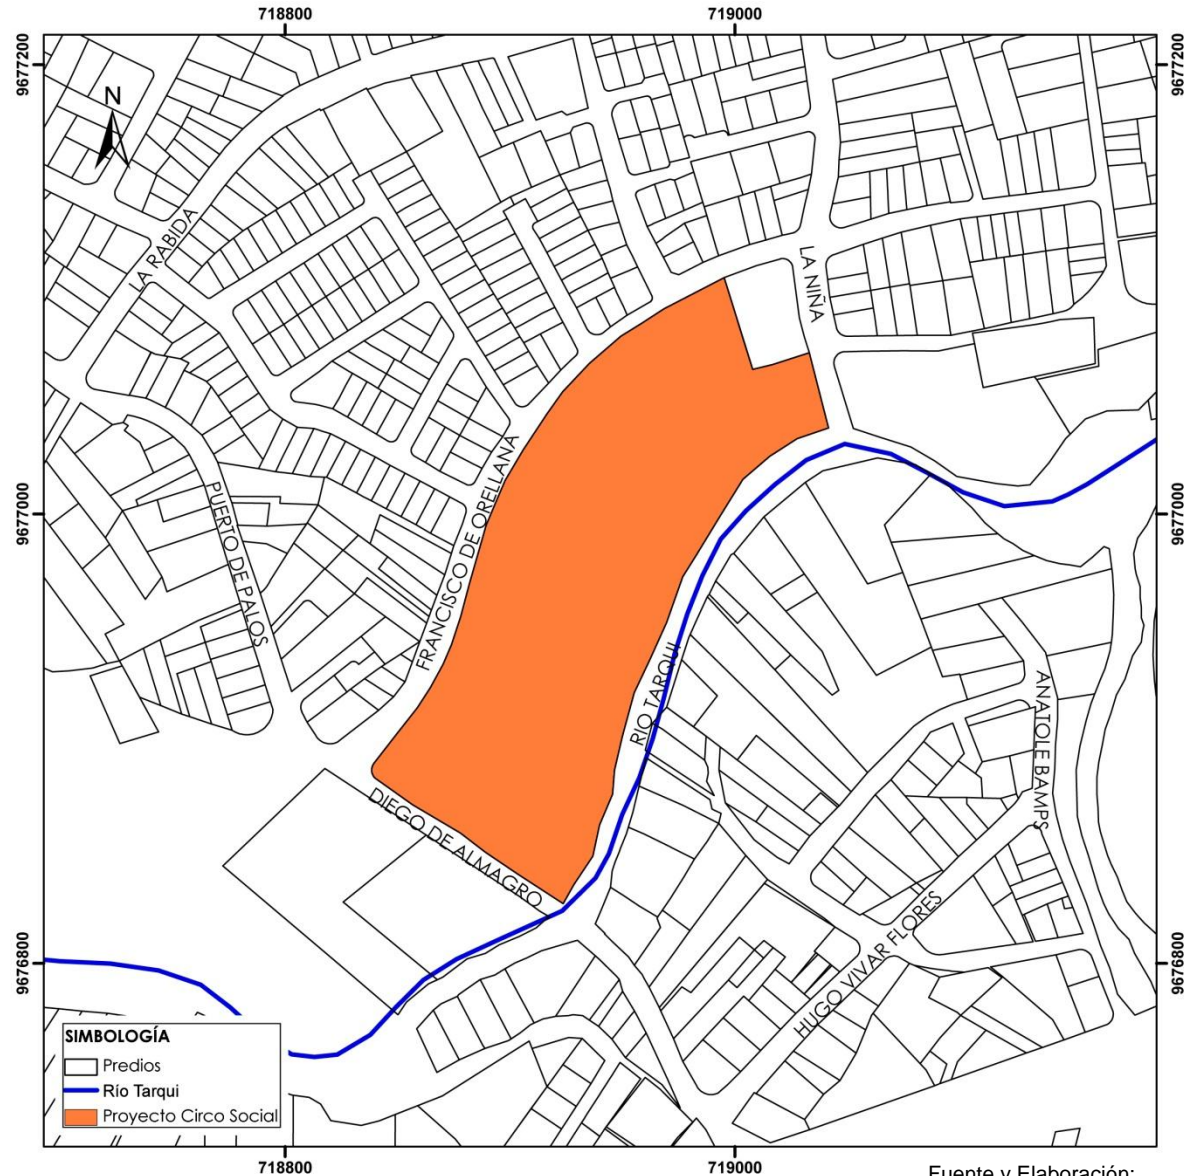 718800
719000
9677200
9677200
N
LA RABIDA
LA NIÑA
PUERTO DE PALOS
FRANCISCO DE ORELLANA
9677000
9677000
RIO TARQUI
ANATOLE BAMPS
DIEGO DE ALMAGRO
HUGO VIVAR FLORES
9676800
9676800
SIMBOLOGÍA
Predios
Río Tarqui
Proyecto Circo Social
718800
719000
Fuente y Elaboración: